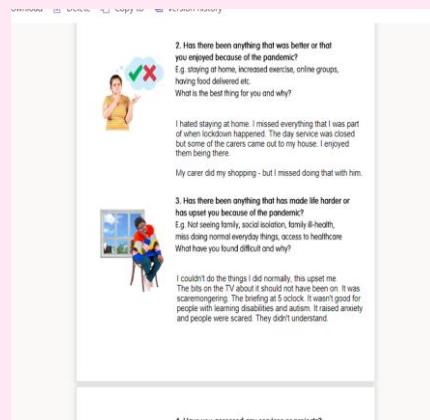 Download Delete Copy to Version history
2. Has there been anything that was better or that
you enjoyed because of the pandemic?
E.g. staying at home, increased exercise, online groups,
having food delivered etc.
What is the best thing for you and why?
I hated staying at home. I missed everything that I was part
of when lockdown happened. The day service was closed
but some of the carers came out to my house. I enjoyed
them being there.
My carer did my shopping - but I missed doing that with him.
3. Has there been anything that has made life harder or
has upset you because of the pandemic?
E.g. Not seeing family, social isolation, family ill-health,
miss doing normal everyday things, access to healthcare
What have you found difficult and why?
I couldn't do the things I did normally, this upset me.
The bits on the TV about it should not have been on. It was
scaremongering. The briefing at 5 oclock. It wasn't good for
people with learning disabilities and autism. It raised anxiety
and people were scared. They didn't understand.